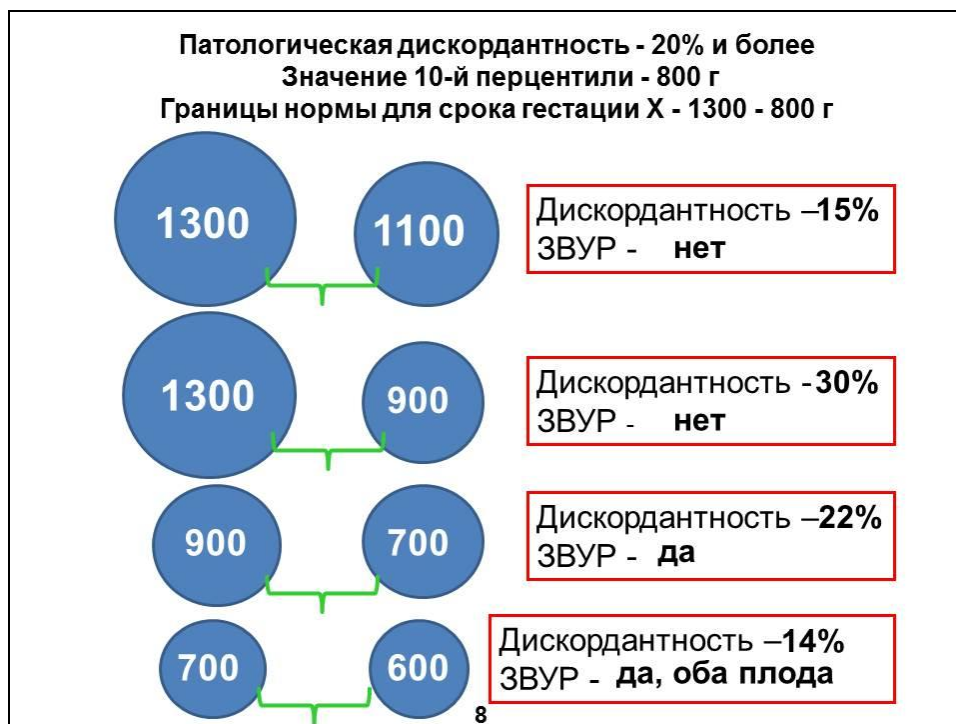 Патологическая дискордантность - 20% и более
Значение 10-й перцентили - 800 г
Границы нормы для срока гестации X - 1300 - 800 г
1300
1100
Дискордантность –15%
ЗВУР - нет
1300
900
Дискордантность -30%
ЗВУР - нет
900
700
Дискордантность –22%
ЗВУР - да
700
600
Дискордантность –14%
ЗВУР - да, оба плода
8